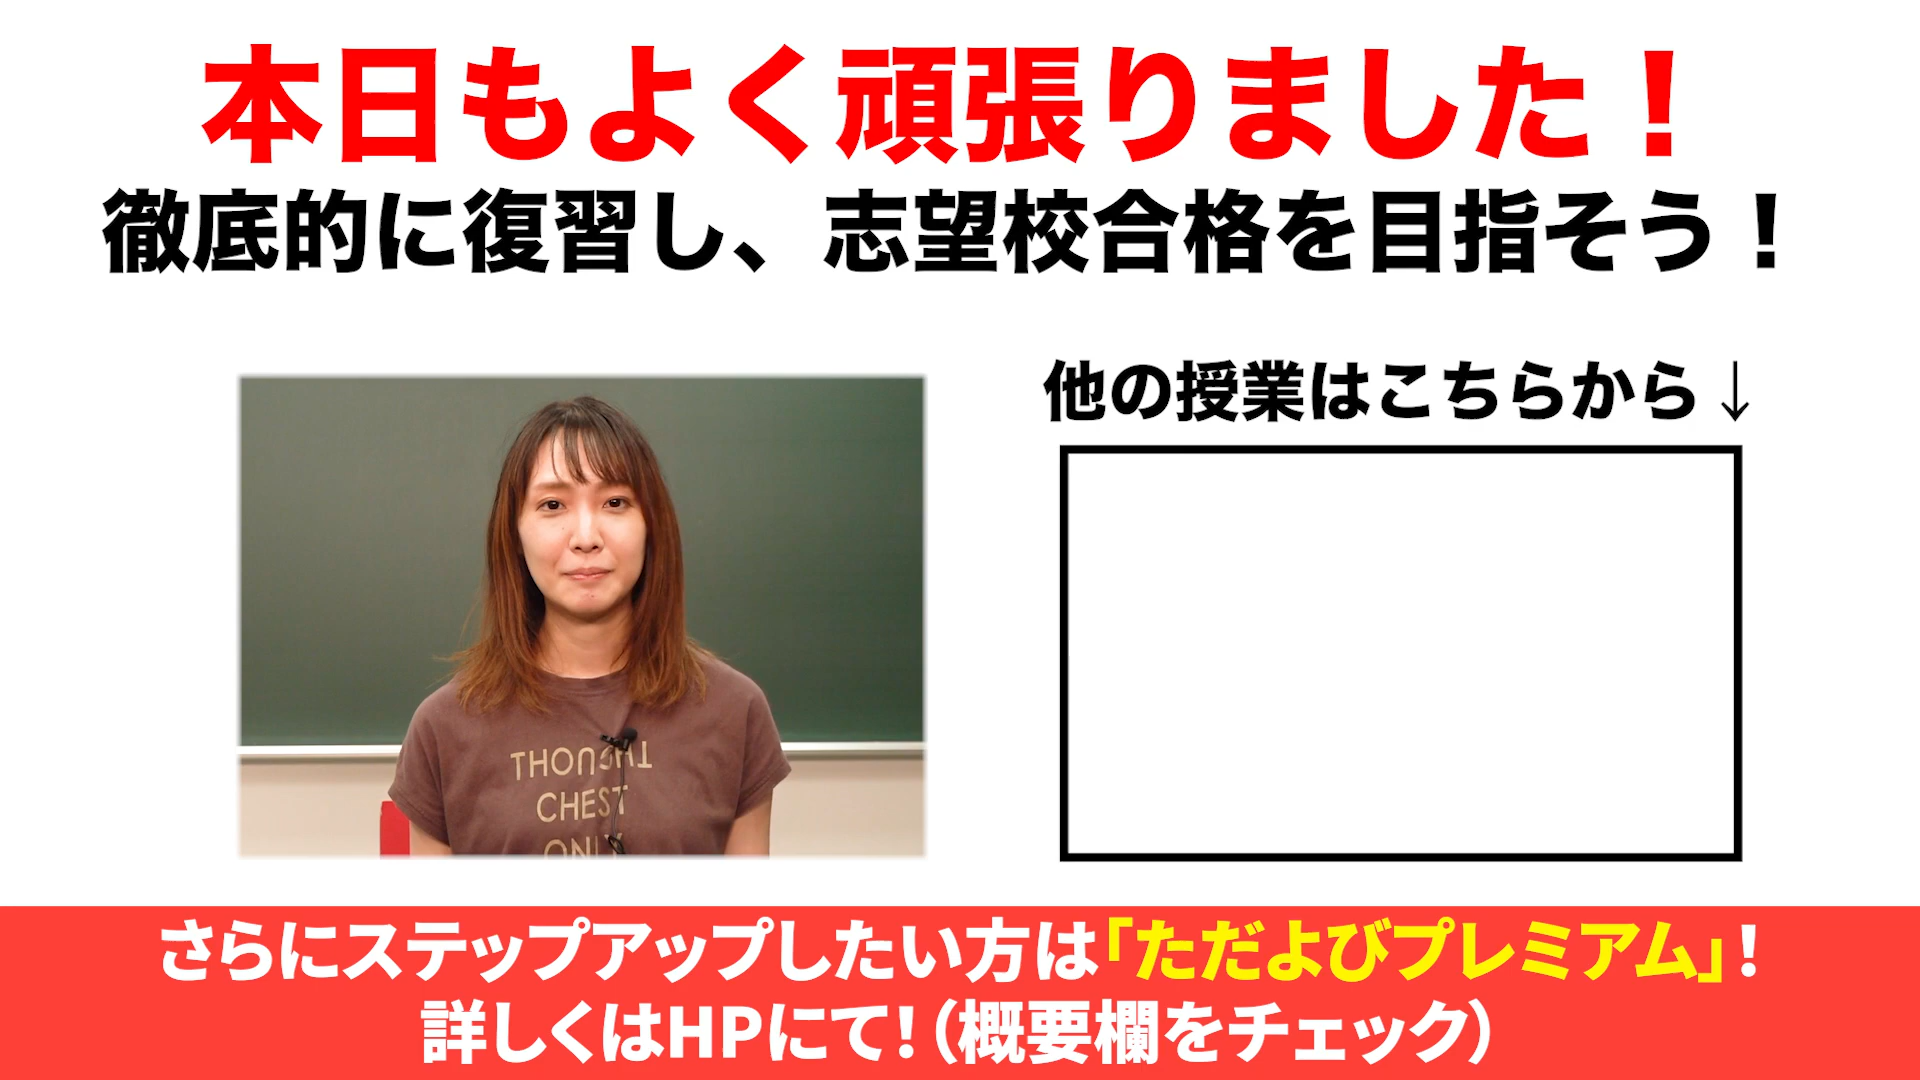 本日もよく頑張りました！
徹底的に復習し、志望校合格を目指そう！
他の授業はこちらから↓
THOUGHT
CHEST
ONLY
さらにステップアップしたい方は「ただよびプレミアム」！
詳しくはHPにて！（概要欄をチェック）